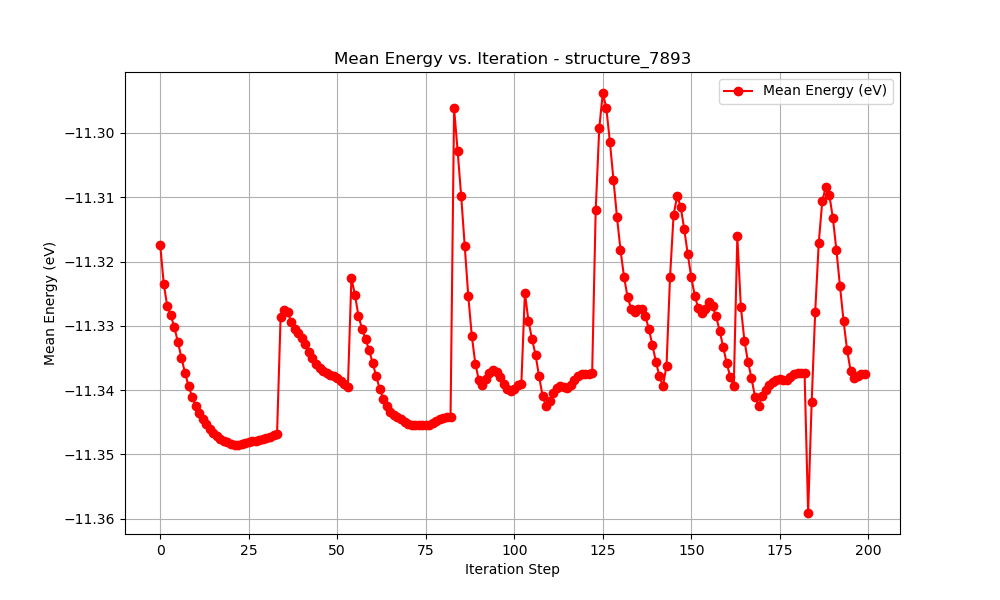 Mean Energy vs. Iteration - structure_7893
Mean Energy (eV)
Mean Energy (eV)
−11.30
−11.31
−11.32
−11.33
−11.34
−11.35
−11.36
0 25 50 75 100 125 150 175 200
Iteration Step